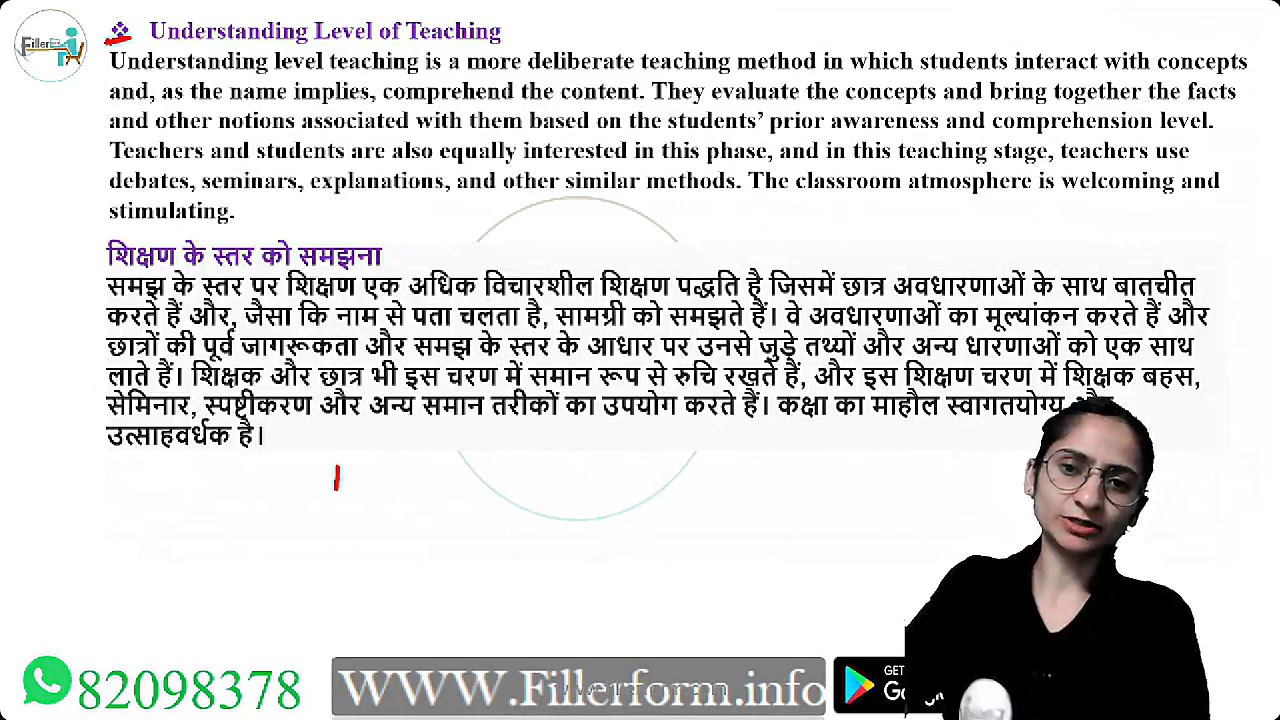 Filler
❖ Understanding Level of Teaching
Understanding level teaching is a more deliberate teaching method in which students interact with concepts
and, as the name implies, comprehend the content. They evaluate the concepts and bring together the facts
and other notions associated with them based on the students’ prior awareness and comprehension level.
Teachers and students are also equally interested in this phase, and in this teaching stage, teachers use
debates, seminars, explanations, and other similar methods. The classroom atmosphere is welcoming and
stimulating.
शिक्षण के स्तर को समझना
समझ के स्तर पर शिक्षण एक अधिक विचारशील शिक्षण पद्धति है जिसमें छात्र अवधारणाओं के साथ बातचीत
करते हैं और, जैसा कि नाम से पता चलता है, सामग्री को समझते हैं। वे अवधारणाओं का मूल्यांकन करते हैं और
छात्रों की पूर्व जागरूकता और समझ के स्तर के आधार पर उनसे जुड़े तथ्यों और अन्य धारणाओं को एक साथ
लाते हैं। शिक्षक और छात्र भी इस चरण में समान रूप से रुचि रखते हैं, और इस शिक्षण चरण में शिक्षक बहस,
सेमिनार, स्पष्टीकरण और अन्य समान तरीकों का उपयोग करते हैं। कक्षा का माहौल स्वागतयोग्य और
उत्साहवर्धक है।
82098378
www.Fillerform.info
GET